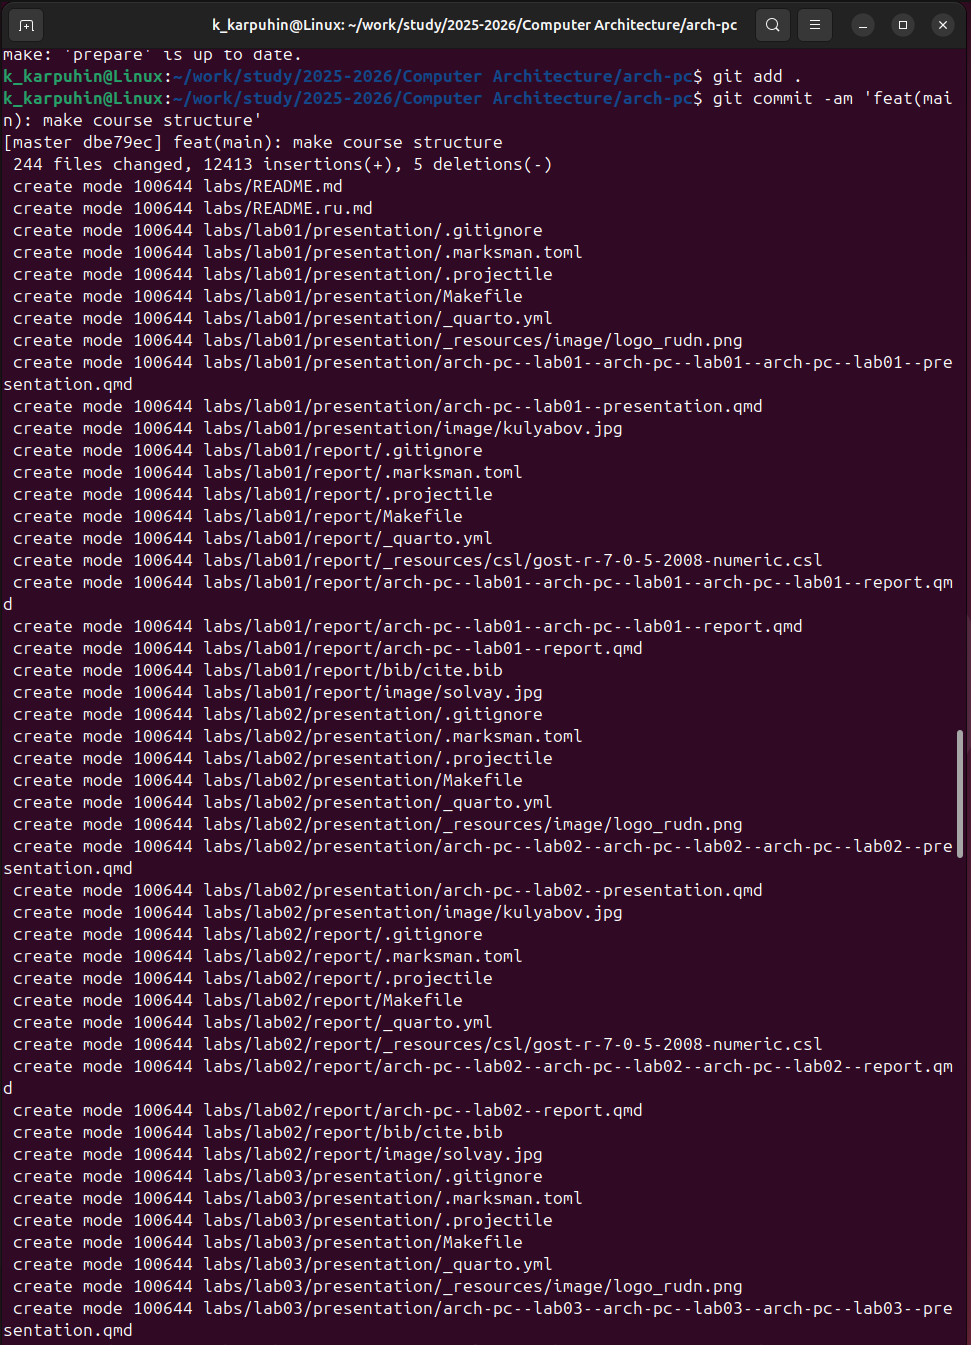 k_karpuhin@Linux: ~/work/study/2025-2026/Computer Architecture/arch-pc
make: 'prepare' is up to date.
k_karpuhin@Linux:~/work/study/2025-2026/Computer Architecture/arch-pc$ git add .
k_karpuhin@Linux:~/work/study/2025-2026/Computer Architecture/arch-pc$ git commit -am 'feat(mai
n): make course structure'
[master dbe79ec] feat(main): make course structure
 244 files changed, 12413 insertions(+), 5 deletions(-)
 create mode 100644 labs/README.md
 create mode 100644 labs/README.ru.md
 create mode 100644 labs/lab01/presentation/.gitignore
 create mode 100644 labs/lab01/presentation/.marksman.toml
 create mode 100644 labs/lab01/presentation/.projectile
 create mode 100644 labs/lab01/presentation/Makefile
 create mode 100644 labs/lab01/presentation/_quarto.yml
 create mode 100644 labs/lab01/presentation/_resources/image/logo_rudn.png
 create mode 100644 labs/lab01/presentation/arch-pc--lab01--arch-pc--lab01--arch-pc--lab01--pre
sentation.qmd
 create mode 100644 labs/lab01/presentation/arch-pc--lab01--presentation.qmd
 create mode 100644 labs/lab01/presentation/image/kulyabov.jpg
 create mode 100644 labs/lab01/report/.gitignore
 create mode 100644 labs/lab01/report/.marksman.toml
 create mode 100644 labs/lab01/report/.projectile
 create mode 100644 labs/lab01/report/Makefile
 create mode 100644 labs/lab01/report/_quarto.yml
 create mode 100644 labs/lab01/report/_resources/csl/gost-r-7-0-5-2008-numeric.csl
 create mode 100644 labs/lab01/report/arch-pc--lab01--arch-pc--lab01--arch-pc--lab01--report.qm
d
 create mode 100644 labs/lab01/report/arch-pc--lab01--arch-pc--lab01--report.qmd
 create mode 100644 labs/lab01/report/arch-pc--lab01--report.qmd
 create mode 100644 labs/lab01/report/bib/cite.bib
 create mode 100644 labs/lab01/report/image/solvay.jpg
 create mode 100644 labs/lab02/presentation/.gitignore
 create mode 100644 labs/lab02/presentation/.marksman.toml
 create mode 100644 labs/lab02/presentation/.projectile
 create mode 100644 labs/lab02/presentation/Makefile
 create mode 100644 labs/lab02/presentation/_quarto.yml
 create mode 100644 labs/lab02/presentation/_resources/image/logo_rudn.png
 create mode 100644 labs/lab02/presentation/arch-pc--lab02--arch-pc--lab02--arch-pc--lab02--pre
sentation.qmd
 create mode 100644 labs/lab02/presentation/arch-pc--lab02--presentation.qmd
 create mode 100644 labs/lab02/presentation/image/kulyabov.jpg
 create mode 100644 labs/lab02/report/.gitignore
 create mode 100644 labs/lab02/report/.marksman.toml
 create mode 100644 labs/lab02/report/.projectile
 create mode 100644 labs/lab02/report/Makefile
 create mode 100644 labs/lab02/report/_quarto.yml
 create mode 100644 labs/lab02/report/_resources/csl/gost-r-7-0-5-2008-numeric.csl
 create mode 100644 labs/lab02/report/arch-pc--lab02--arch-pc--lab02--arch-pc--lab02--report.qm
d
 create mode 100644 labs/lab02/report/arch-pc--lab02--report.qmd
 create mode 100644 labs/lab02/report/bib/cite.bib
 create mode 100644 labs/lab02/report/image/solvay.jpg
 create mode 100644 labs/lab03/presentation/.gitignore
 create mode 100644 labs/lab03/presentation/.marksman.toml
 create mode 100644 labs/lab03/presentation/.projectile
 create mode 100644 labs/lab03/presentation/Makefile
 create mode 100644 labs/lab03/presentation/_quarto.yml
 create mode 100644 labs/lab03/presentation/_resources/image/logo_rudn.png
 create mode 100644 labs/lab03/presentation/arch-pc--lab03--arch-pc--lab03--arch-pc--lab03--pre
sentation.qmd